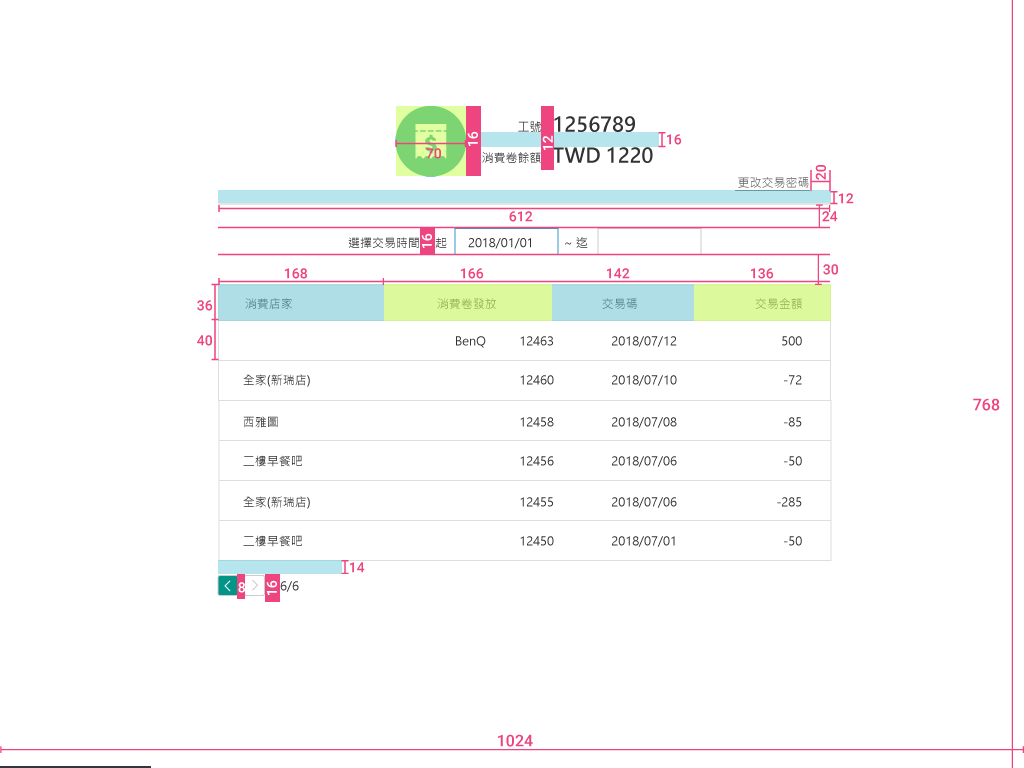 工號 16 12 1256789
16
70 消費卷餘額 TWD 1220
更改交易密碼 20
12
612 24
選擇交易時間 16 起 2018/01/01 ~ 迄
168 166 142 136 30
36 消費店家 消費卷發放 交易碼 交易金額
40 BenQ 12463 2018/07/12 500
全家(新瑞店) 12460 2018/07/10 -72
768
西雅圖 12458 2018/07/08 -85
二樓早餐吧 12456 2018/07/06 -50
全家(新瑞店) 12455 2018/07/06 -285
二樓早餐吧 12450 2018/07/01 -50
14
8 16 6/6
1024